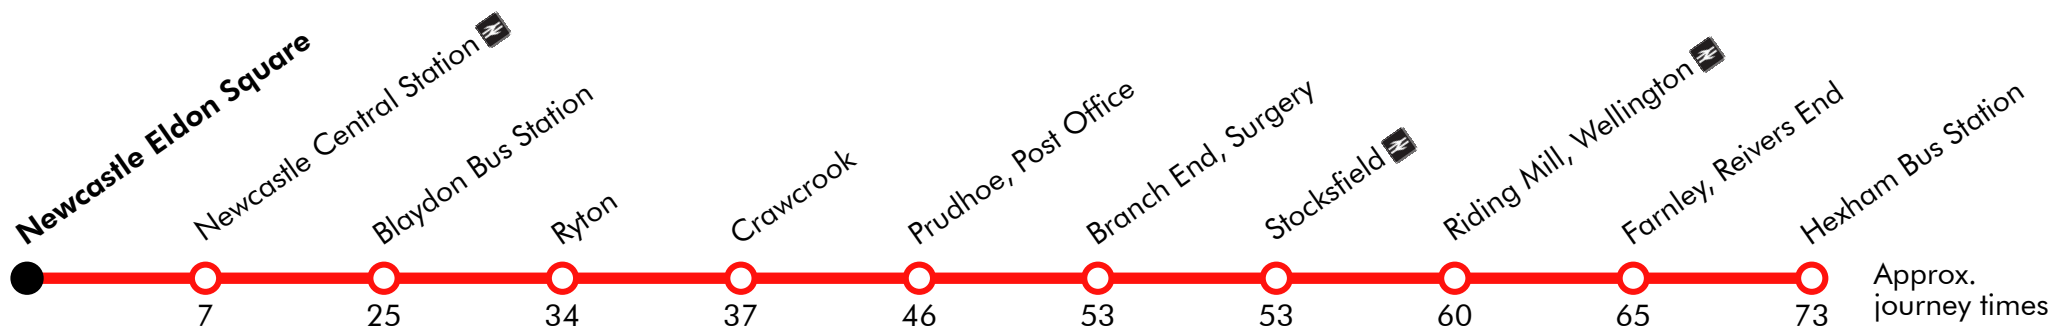 Newcastle Eldon Square
Newcastle Central Station
Blaydon Bus Station
Ryton
Crawcrook
Prudhoe, Post Office
Branch End, Surgery
Stocksfield
Riding Mill, Wellington
Farnley, Reivers End
Hexham Bus Station
7 25 34 37 46 53 53 60 65 73
Approx.
journey times